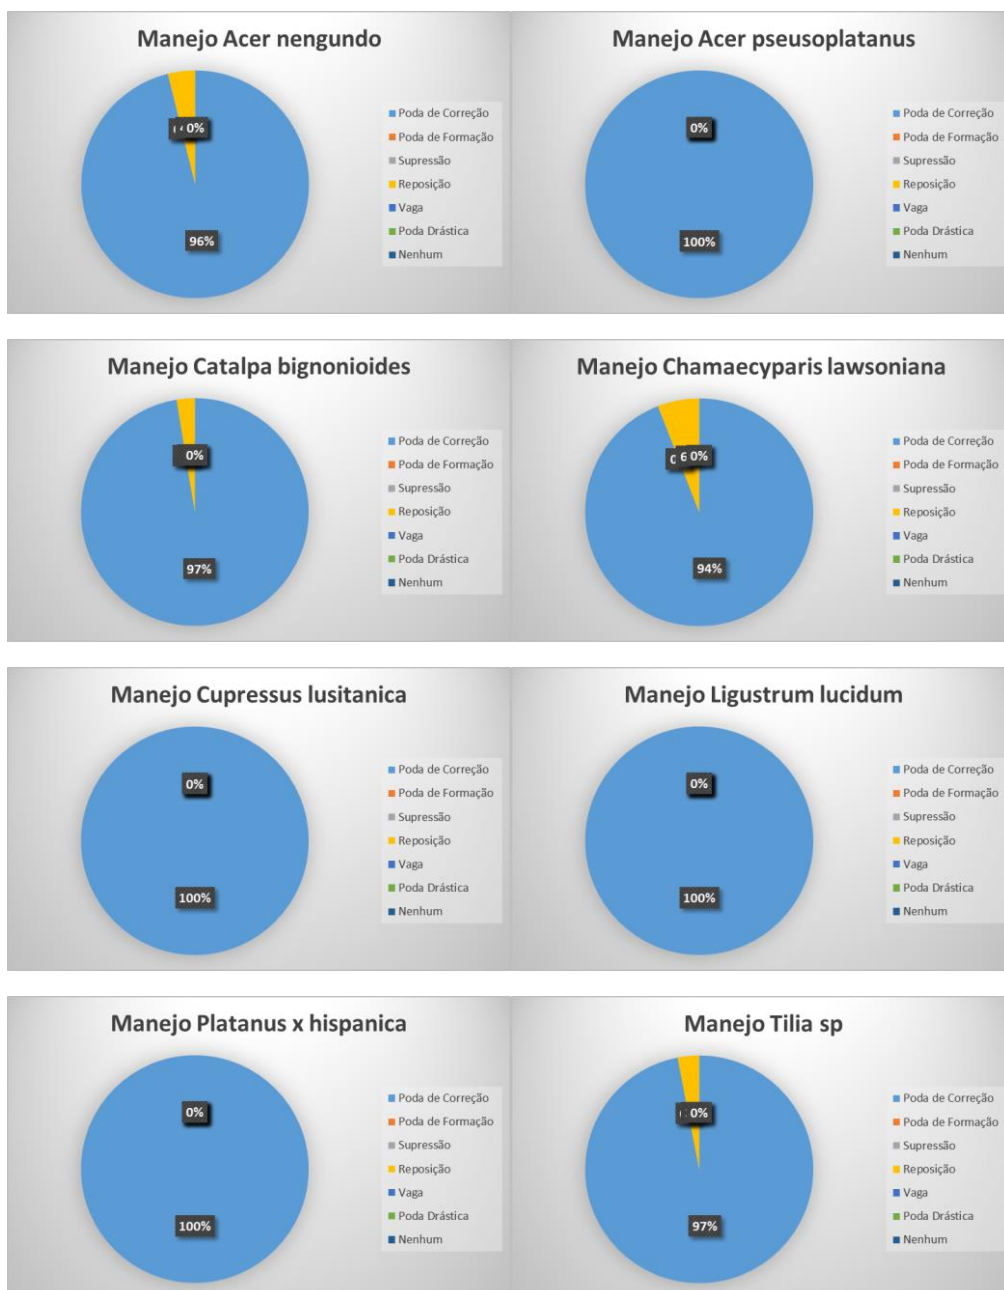 Manejo Acer nengundo
4 0%
96%
Poda de Correção
Poda de Formação
Supressão
Reposição
Vaga
Poda Drástica
Nenhum
Manejo Acer pseusoplatanus
0%
100%
Poda de Correção
Poda de Formação
Supressão
Reposição
Vaga
Poda Drástica
Nenhum
Manejo Catalpa bignonioides
0%
97%
Poda de Correção
Poda de Formação
Supressão
Reposição
Vaga
Poda Drástica
Nenhum
Manejo Chamaecyparis lawsoniana
6 0%
94%
Poda de Correção
Poda de Formação
Supressão
Reposição
Vaga
Poda Drástica
Nenhum
Manejo Cupressus lusitanica
0%
100%
Poda de Correção
Poda de Formação
Supressão
Reposição
Vaga
Poda Drástica
Nenhum
Manejo Ligustrum lucidum
0%
100%
Poda de Correção
Poda de Formação
Supressão
Reposição
Vaga
Poda Drástica
Nenhum
Manejo Platanus x hispanica
0%
100%
Poda de Correção
Poda de Formação
Supressão
Reposição
Vaga
Poda Drástica
Nenhum
Manejo Tilia sp
0%
97%
Poda de Correção
Poda de Formação
Supressão
Reposição
Vaga
Poda Drástica
Nenhum